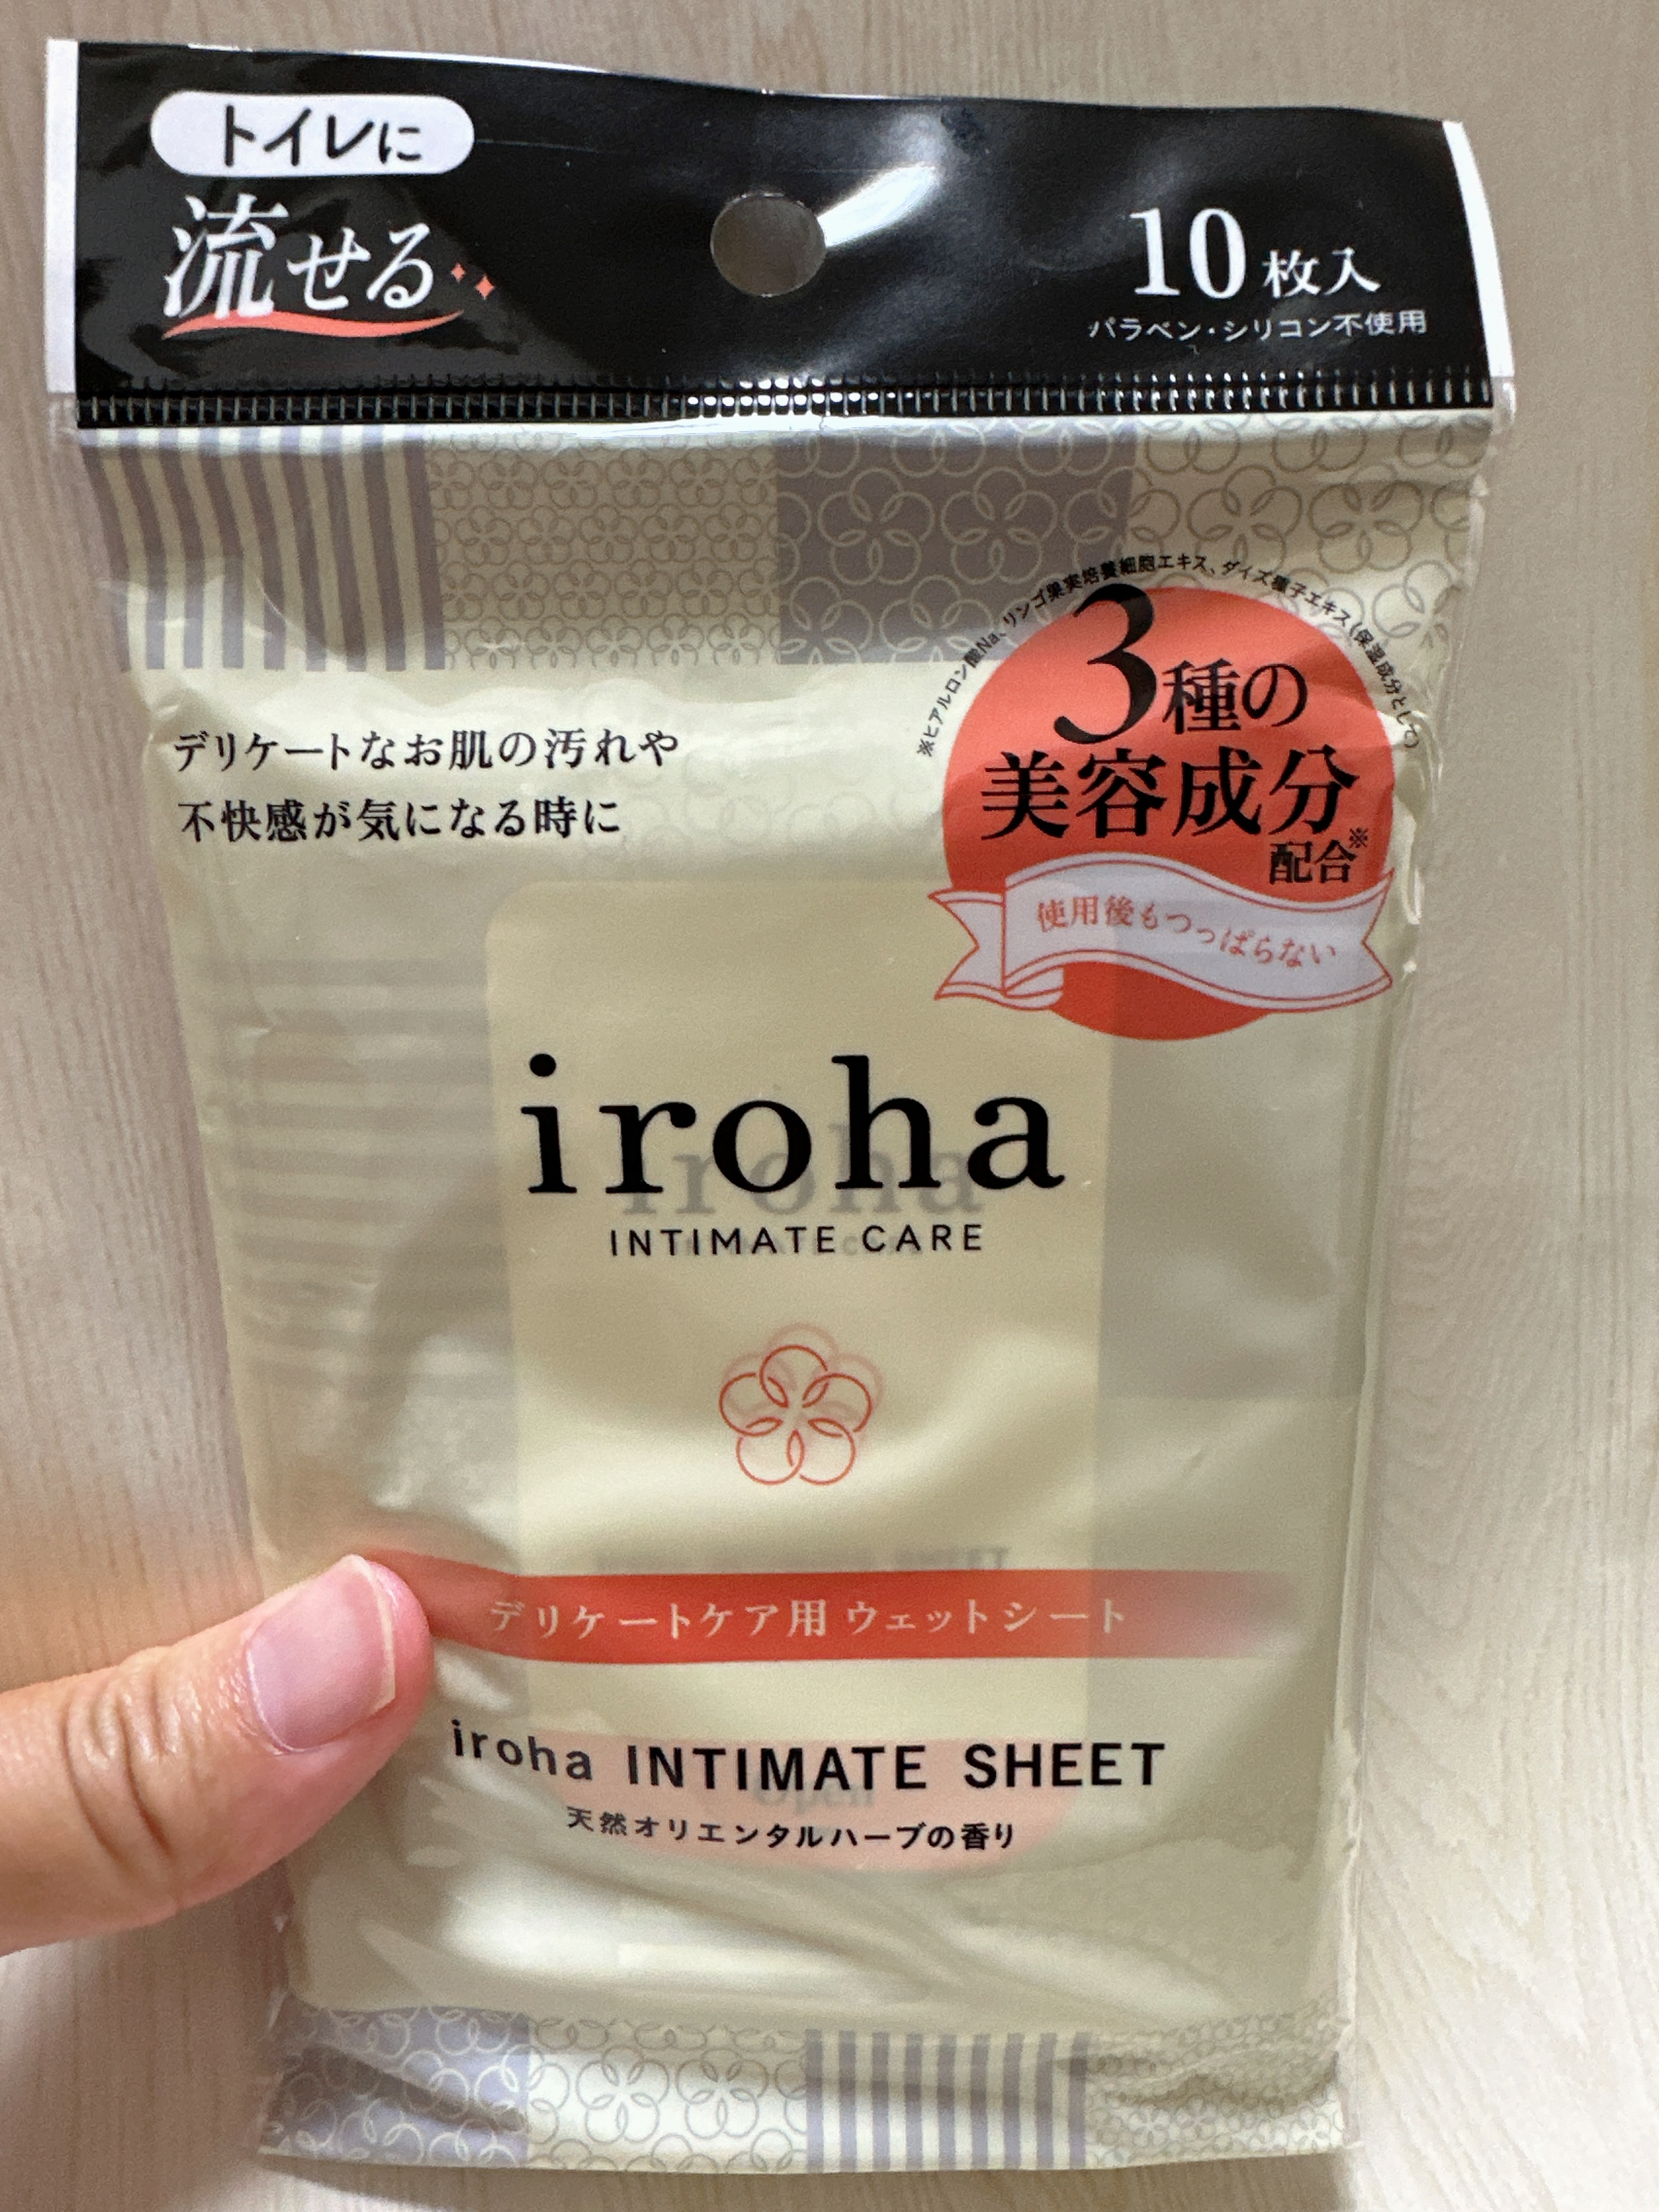 トイレに
流せる
10枚入
パラベン・シリコン不使用
※ヒアルロン酸Na、リンゴ果実培養細胞エキス、ダイズ種子エキス(保湿成分として)
3種の
美容成分
配合※
使用後もつっぱらない
デリケートなお肌の汚れや
不快感が気になる時に
iroha
INTIMATE CARE
デリケートケア用 ウェットシート
iroha INTIMATE SHEET
天然オリエンタルハーブの香り
Open